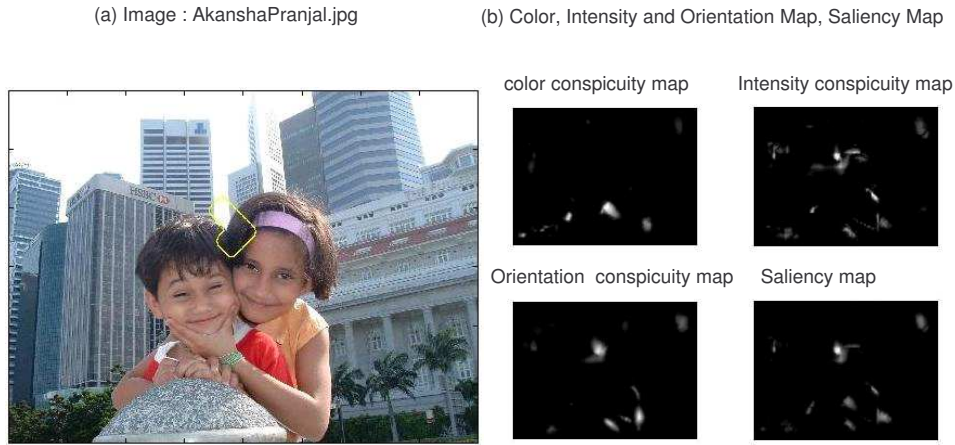 (a) Image : AkanshaPranjal.jpg
(b) Color, Intensity and Orientation Map, Saliency Map
color conspicuity map
Intensity conspicuity map
HSBC
Orientation conspicuity map
Saliency map